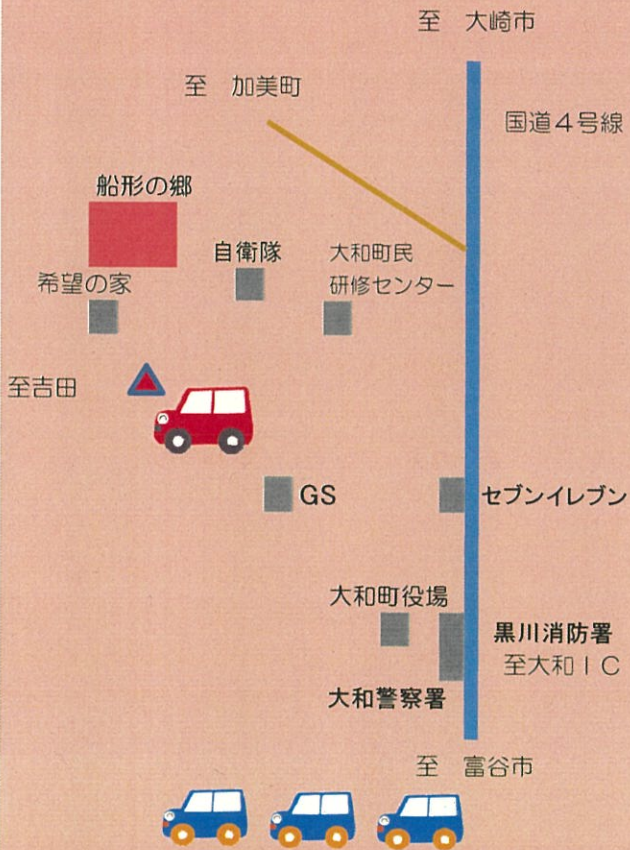 至　大崎市
至　加美町
国道４号線
船形の郷
自衛隊
大和町民
研修センター
希望の家
至吉田
GS
セブンイレブン
大和町役場
黒川消防署
至大和ＩＣ
大和警察署
至　富谷市